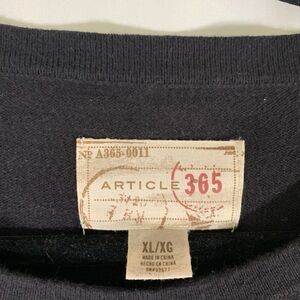 Nº A365-0011
ARTICLE 365
XL/XG
MADE IN CHINA
HECHO EN CHINA